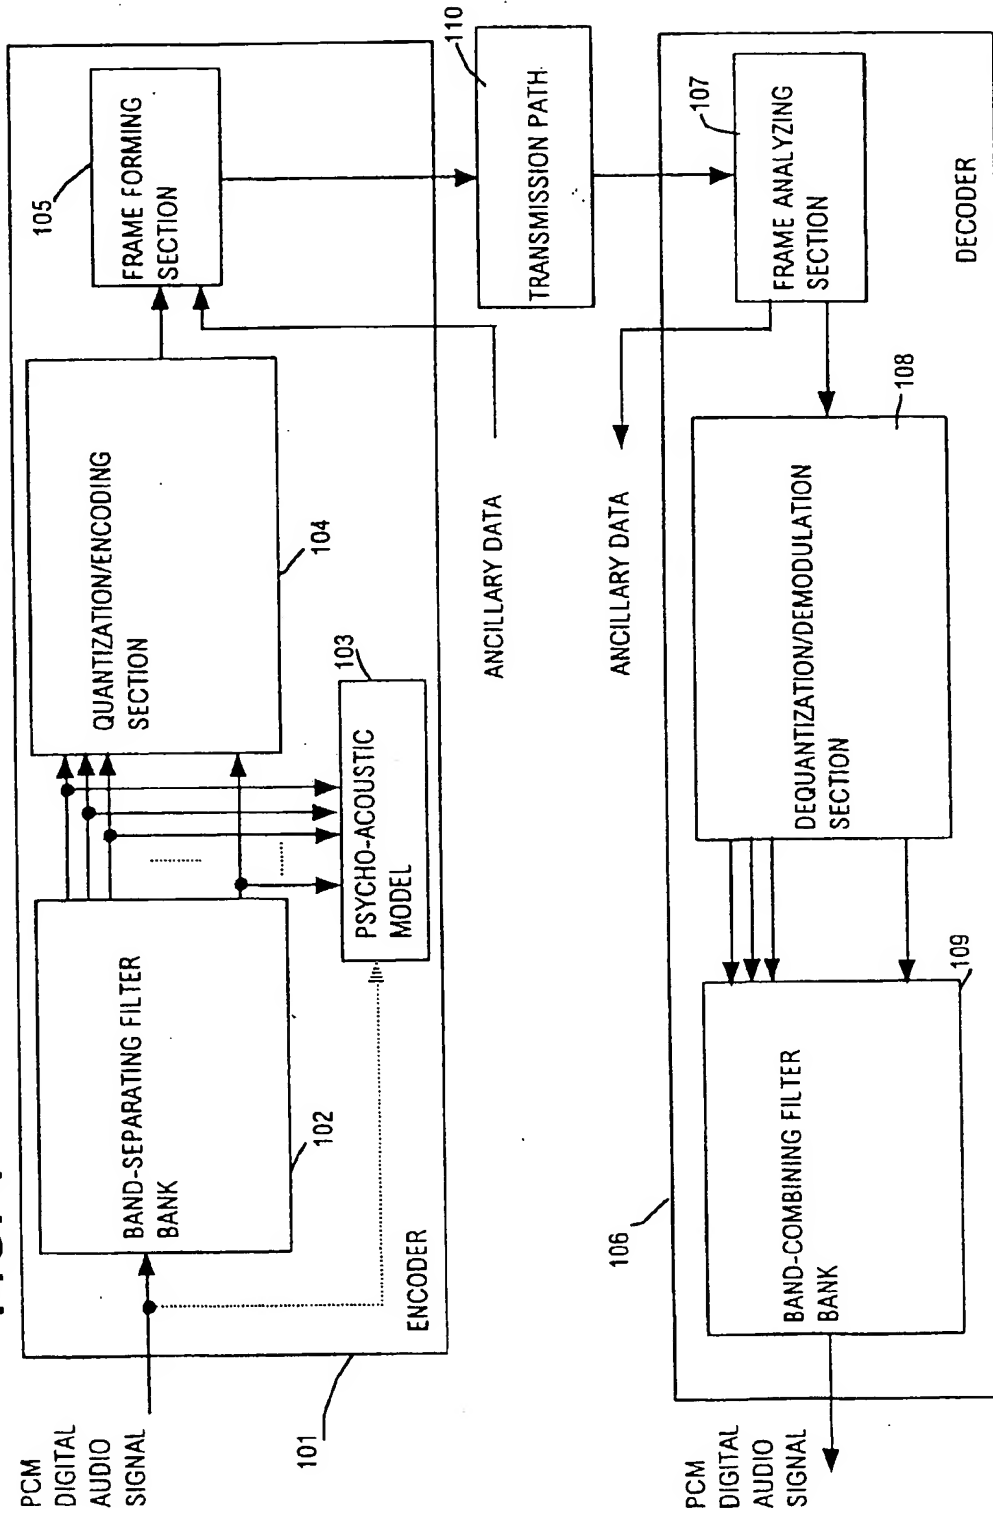 PCM
DIGITAL
AUDIO
SIGNAL
101
ENCODER
BAND-SEPARATING FILTER
BANK
102
PSYCHO-ACOUSTIC
MODEL
103
QUANTIZATION/ENCODING
SECTION
104
FRAME FORMING
SECTION
105
ANCILLARY DATA
TRANSMISSION PATH
110
ANCILLARY DATA
PCM
DIGITAL
AUDIO
SIGNAL
106
BAND-COMBINING FILTER
BANK
109
DEQUANTIZATION/DEMODULATION
SECTION
108
FRAME ANALYZING
SECTION
107
DECODER